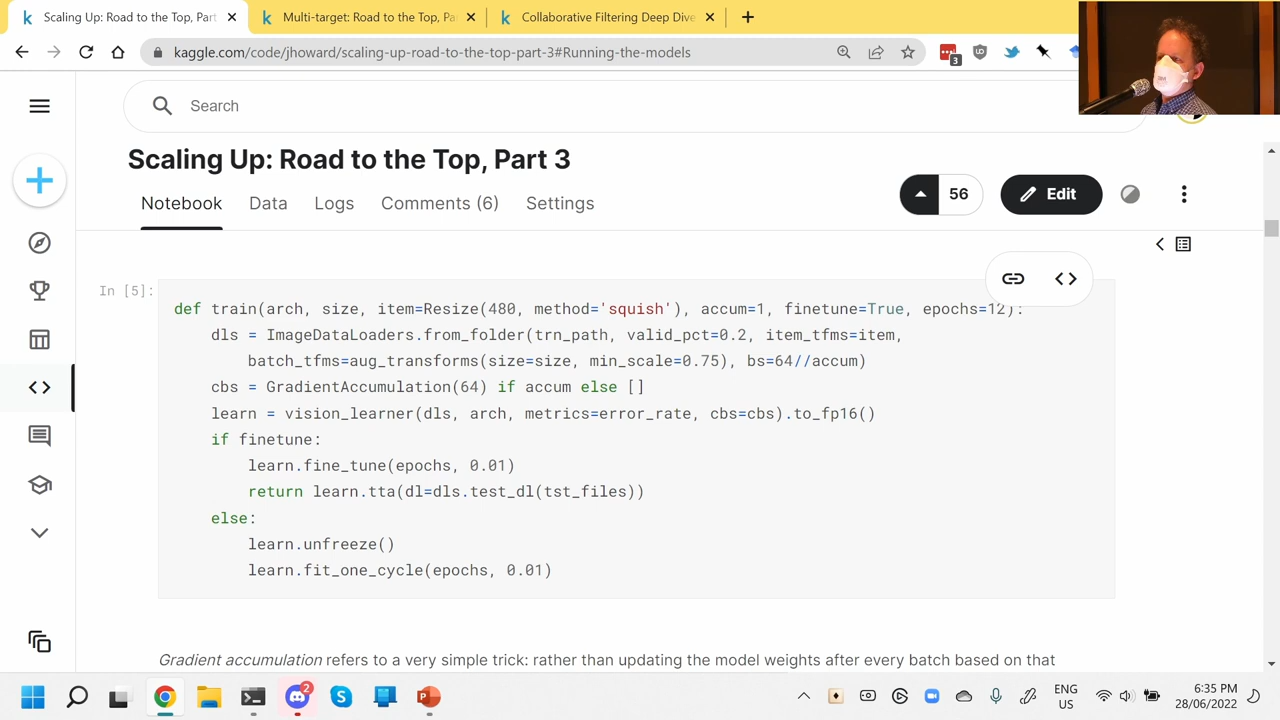 Scaling Up: Road to the Top, Part
Multi-target: Road to the Top, Pa
Collaborative Filtering Deep Dive
kaggle.com/code/jhoward/scaling-up-road-to-the-top-part-3#Running-the-models
3
Search
Scaling Up: Road to the Top, Part 3
56
Edit
Notebook
Data
Logs
Comments (6)
Settings
In [5]:
def train(arch, size, item=Resize(480, method='squish'), accum=1, finetune=True, epochs=12):
dls = ImageDataLoaders.from_folder(trn_path, valid_pct=0.2, item_tfms=item,
batch_tfms=aug_transforms(size=size, min_scale=0.75), bs=64//accum)
cbs = GradientAccumulation(64) if accum else []
learn = vision_learner(dls, arch, metrics=error_rate, cbs=cbs).to_fp16()
if finetune:
learn.fine_tune(epochs, 0.01)
return learn.tta(dl=dls.test_dl(tst_files))
else:
learn.unfreeze()
learn.fit_one_cycle(epochs, 0.01)
Gradient accumulation refers to a very simple trick: rather than updating the model weights after every batch based on that
2
ENG
US
6:35 PM
28/06/2022